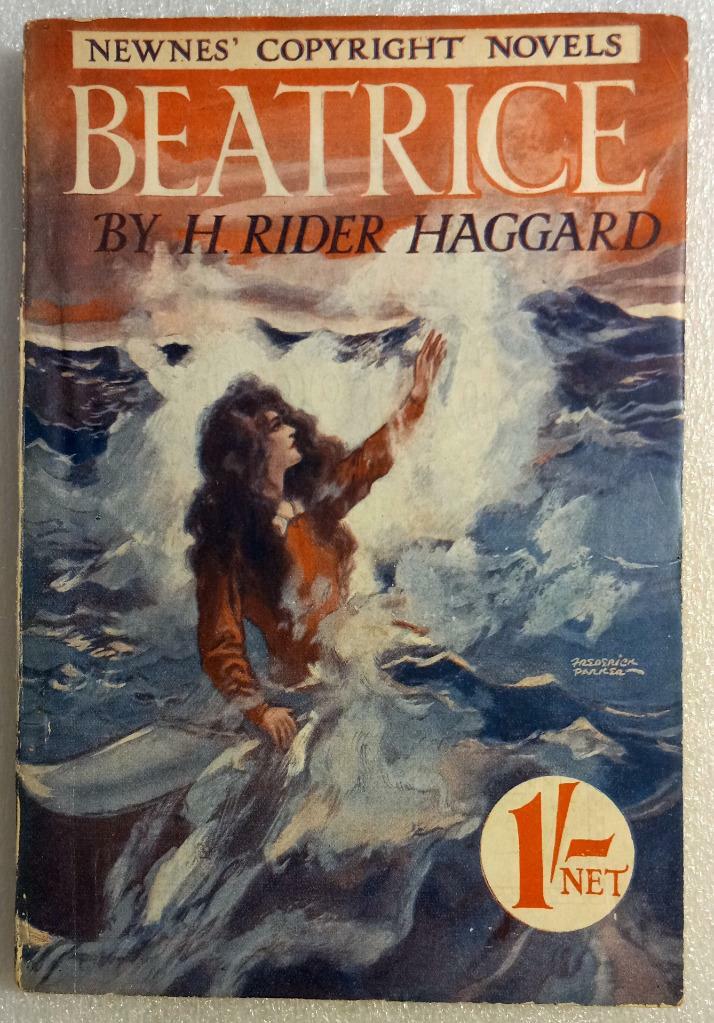 NEWNES' COPYRIGHT NOVELS
BEATRICE
BY H. RIDER HAGGARD
FREDERICK
PARKER
1/-
NET